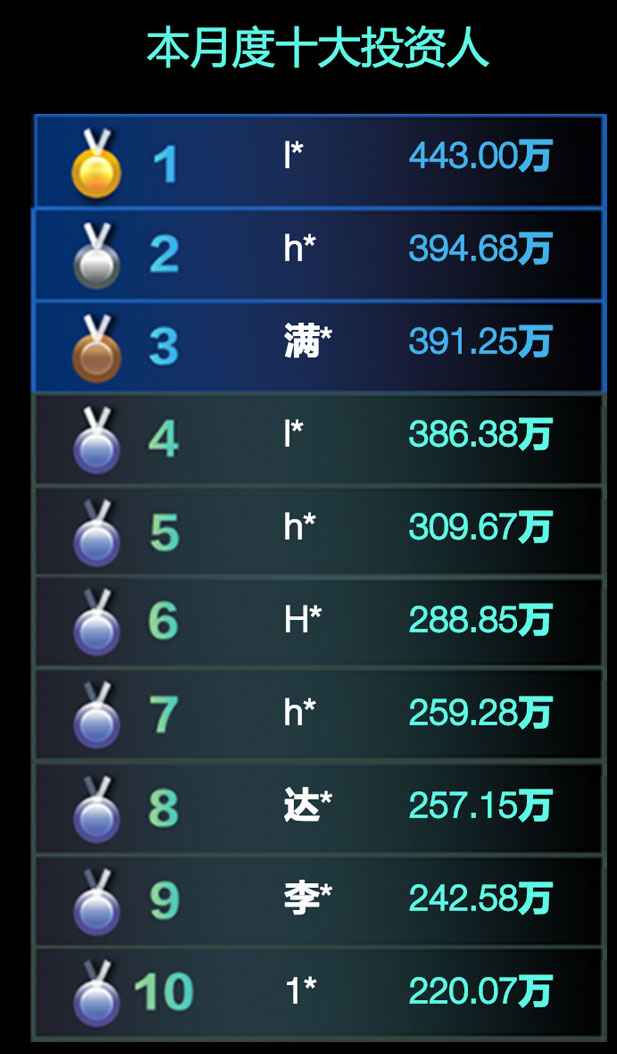 本月度十大投资人
1 l* 443.00万
2 h* 394.68万
3 满* 391.25万
4 l* 386.38万
5 h* 309.67万
6 H* 288.85万
7 h* 259.28万
8 达* 257.15万
9 李* 242.58万
10 1* 220.07万